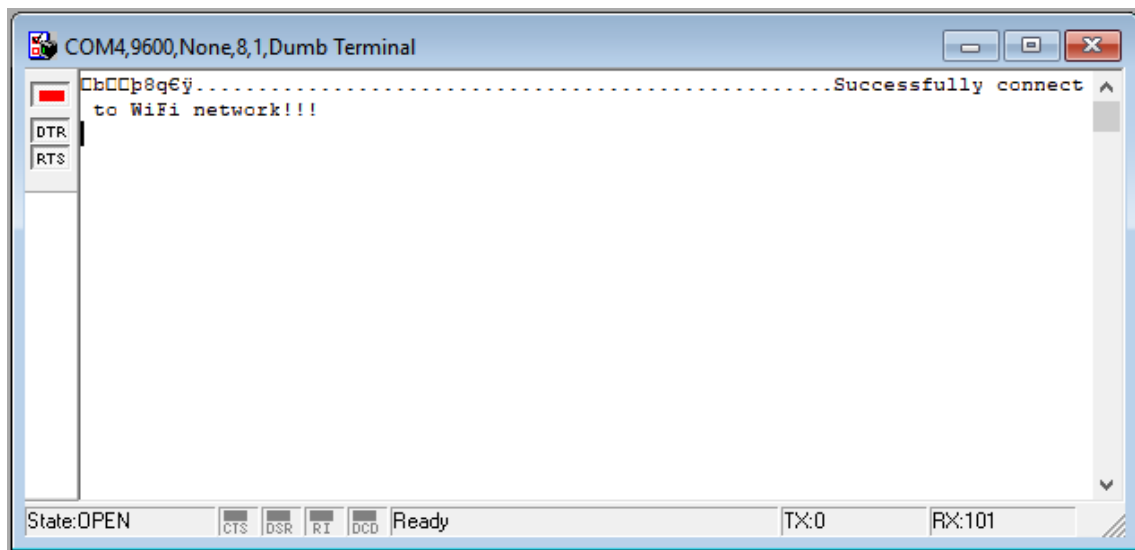 COM4,9600,None,8,1,Dumb Terminal
□b□□þ8q€ÿ...................................................Successfully connect
to WiFi network!!!
DTR
RTS
State:OPEN CTS DSR RI DCD Ready TX:0 RX:101